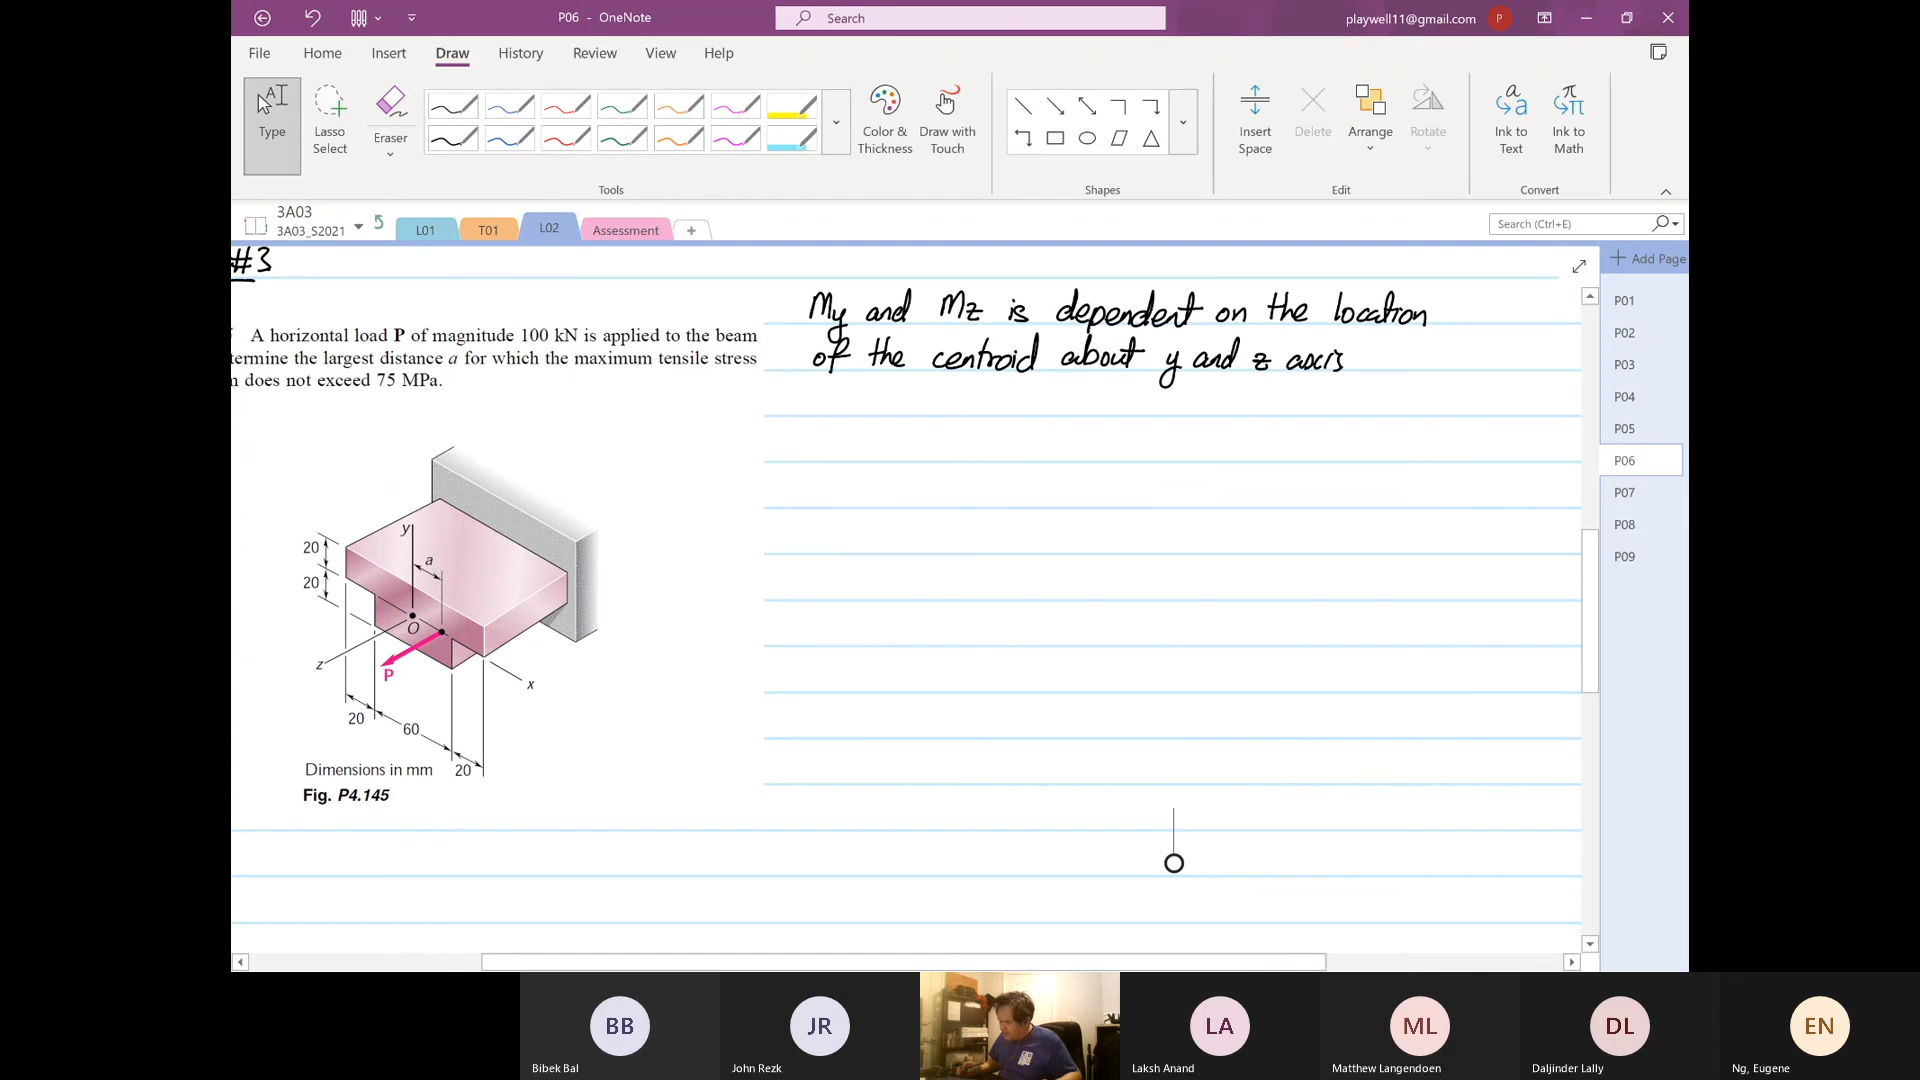 P06 - OneNote
Search
playwell11@gmail.com
P
File
Home
Insert
Draw
History
Review
View
Help
Type
Lasso
Select
Eraser
Color &
Thickness
Draw with
Touch
Insert
Space
Delete
Arrange
Rotate
Ink to
Text
Ink to
Math
Tools
Shapes
Edit
Convert
3A03
3A03_S2021
L01
T01
L02
Assessment
Search (Ctrl+E)
#3
Add Page
P01
P02
P03
P04
P05
P06
P07
P08
P09
My and Mz is dependent on the location
of the centroid about y and z axis
A horizontal load P of magnitude 100 kN is applied to the beam
termine the largest distance a for which the maximum tensile stress
does not exceed 75 MPa.
y
a
20
20
O
z
P
x
20
60
20
Dimensions in mm
Fig. P4.145
BB
JR
LA
ML
DL
EN
Bibek Bal
John Rezk
Laksh Anand
Matthew Langendoen
Daljinder Lally
Ng, Eugene